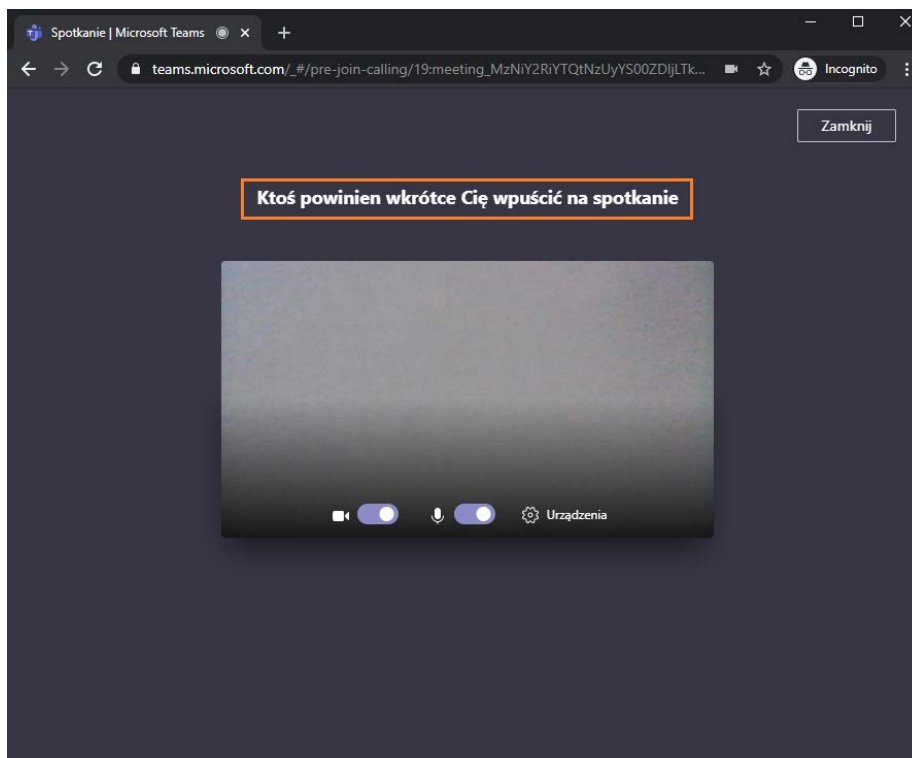 Spotkanie | Microsoft Teams
teams.microsoft.com/_#/pre-join-calling/19:meeting_MzNiY2RiYTQtNzUyYS00ZDljLTk...
Incognito
Zamknij
Ktoś powinien wkrótce Cię wpuścić na spotkanie
Urządzenia